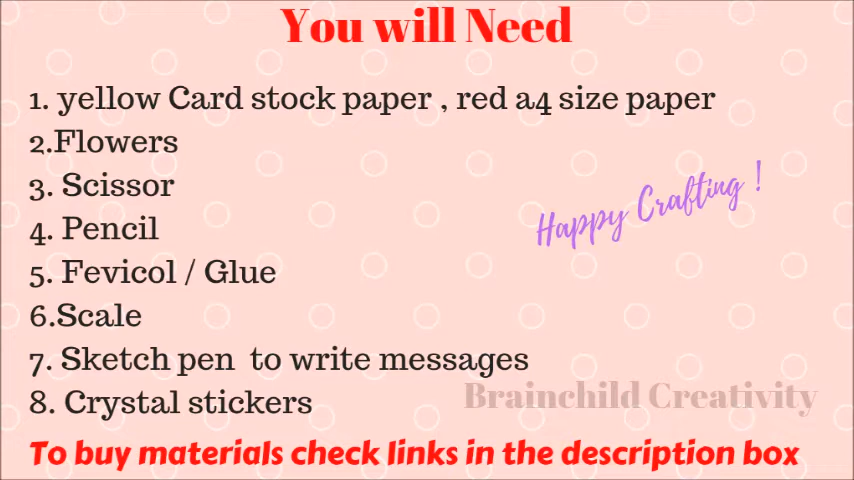 You will Need
1. yellow Card stock paper , red a4 size paper
2.Flowers
3. Scissor
4. Pencil
Happy Crafting !
5. Fevicol / Glue
6.Scale
7. Sketch pen to write messages
8. Crystal stickers
Brainchild Creativity
To buy materials check links in the description box